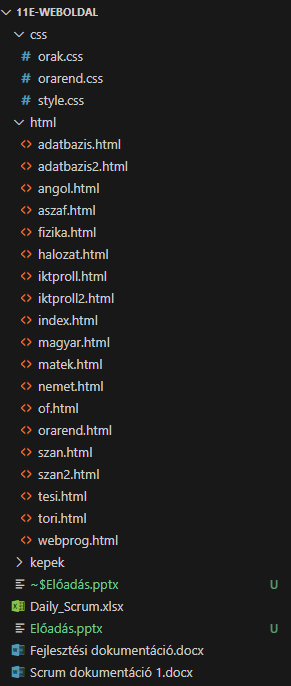 11E-WEBOLDAL
css
orak.css
orarend.css
style.css
html
adatbazis.html
adatbazis2.html
angol.html
aszaf.html
fizika.html
halozat.html
iktproll.html
iktproll2.html
index.html
magyar.html
matek.html
nemet.html
of.html
orarend.html
szan.html
szan2.html
tesi.html
tori.html
webprog.html
kepek
~$Előadás.pptx U
Daily_Scrum.xlsx
Előadás.pptx U
Fejlesztési dokumentáció.docx
Scrum dokumentáció 1.docx